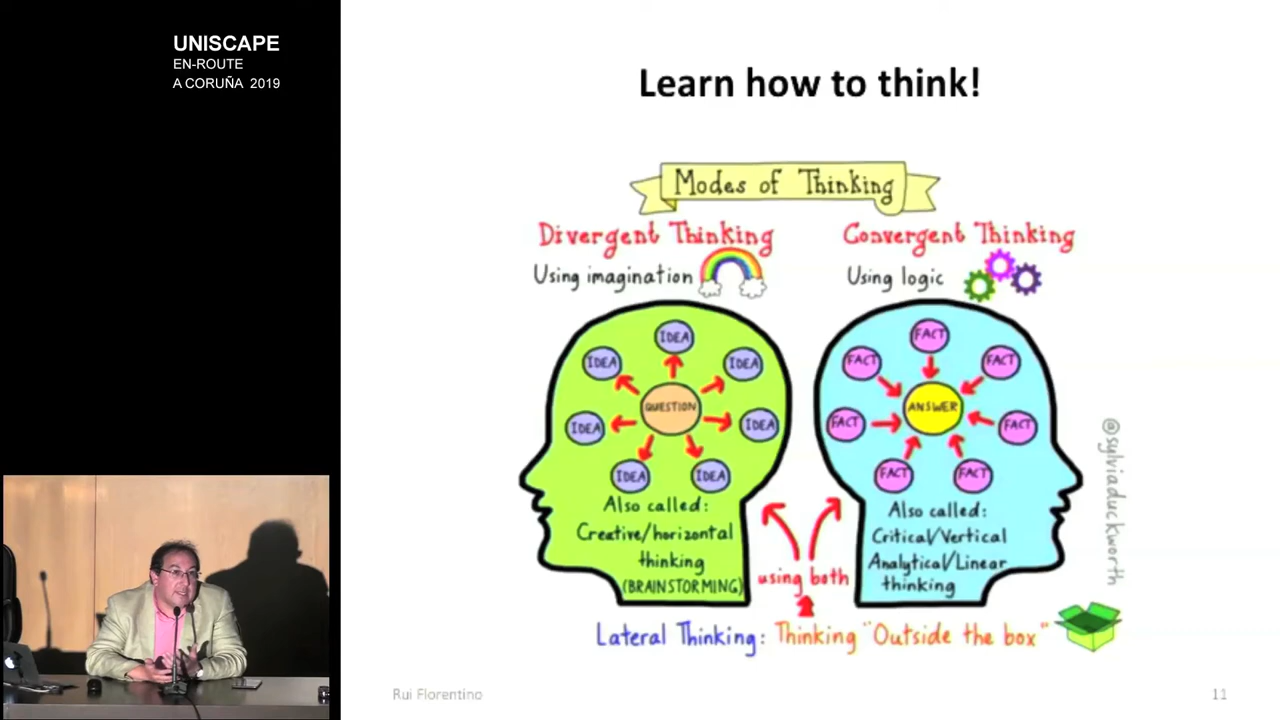 UNISCAPE
EN-ROUTE
A CORUÑA 2019
Learn how to think!
Modes of Thinking
Divergent Thinking
Using imagination
Convergent Thinking
Using logic
IDEA
IDEA
IDEA
IDEA
QUESTION
IDEA
IDEA
IDEA
Also called:
Creative/horizontal
thinking
(BRAINSTORMING)
FACT
FACT
FACT
FACT
ANSWER
FACT
FACT
FACT
Also called:
Critical/Vertical
Analytical/Linear
thinking
using both
Lateral Thinking: Thinking "Outside the box"
@sylviaduckworth
Rui Florentino
11